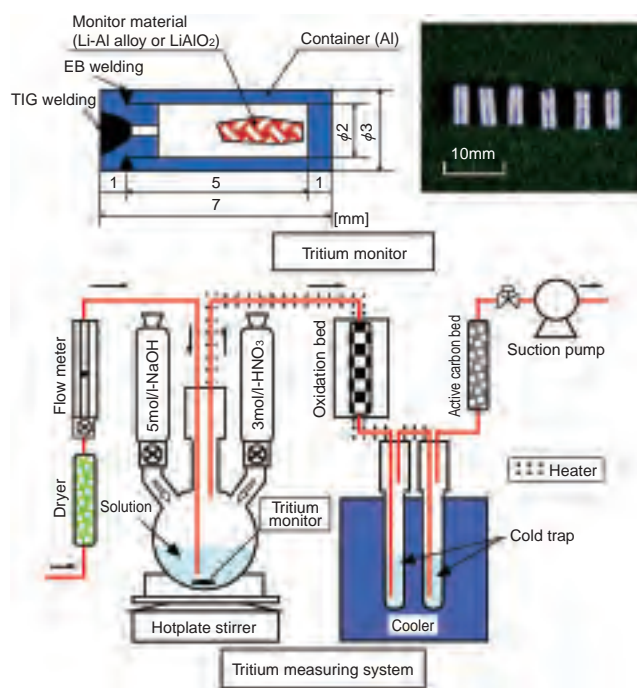 Monitor material
(Li-Al alloy or LiAlO₂)
Container (Al)
EB welding
TIG welding
ϕ2
ϕ3
1
5
1
7
[mm]
10mm
Tritium monitor
Flow meter
5mol/l-NaOH
3mol/l-HNO₃
Oxidation bed
Active carbon bed
Suction pump
Dryer
Solution
Tritium
monitor
Heater
Cold trap
Hotplate stirrer
Cooler
Tritium measuring system